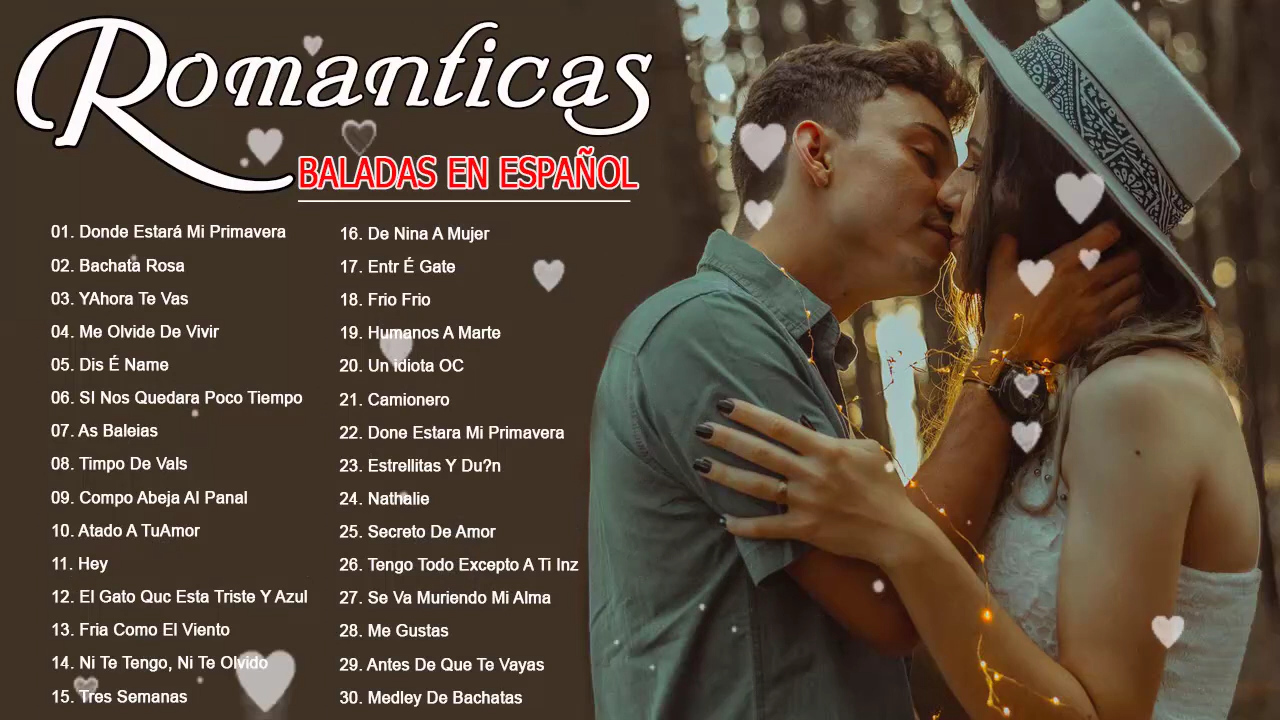 Romanticas
BALADAS EN ESPAÑOL
01. Donde Estará Mi Primavera
02. Bachata Rosa
03. YAhora Te Vas
04. Me Olvide De Vivir
05. Dis É Name
06. SI Nos Quedara Poco Tiempo
07. As Baleias
08. Timpo De Vals
09. Compo Abeja Al Panal
10. Atado A TuAmor
11. Hey
12. El Gato Quc Esta Triste Y Azul
13. Fria Como El Viento
14. Ni Te Tengo, Ni Te Olvido
15. Tres Semanas
16. De Nina A Mujer
17. Entr É Gate
18. Frio Frio
19. Humanos A Marte
20. Un idiota OC
21. Camionero
22. Done Estara Mi Primavera
23. Estrellitas Y Du?n
24. Nathalie
25. Secreto De Amor
26. Tengo Todo Excepto A Ti Inz
27. Se Va Muriendo Mi Alma
28. Me Gustas
29. Antes De Que Te Vayas
30. Medley De Bachatas